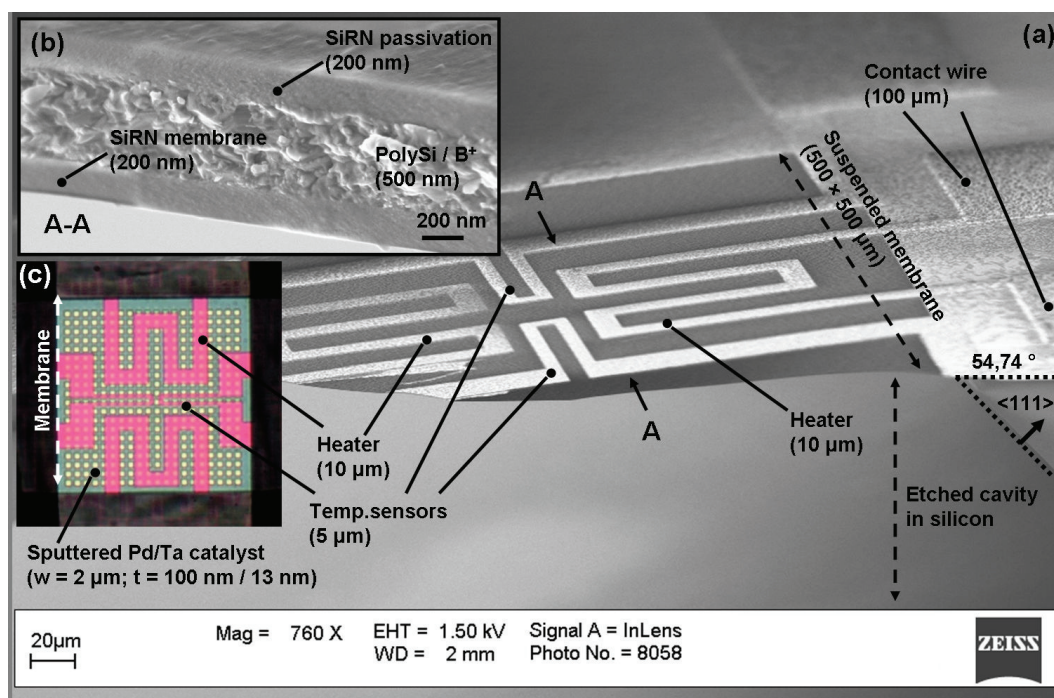 (b)
SiRN passivation
(200 nm)
SiRN membrane
(200 nm)
PolySi / B+
(500 nm)
A-A
200 nm
(a)
Contact wire
(100 µm)
Suspended membrane
(500 × 500 µm)
A
A
54,74 °
<111>
Heater
(10 µm)
Etched cavity
in silicon
(c)
Membrane
Heater
(10 µm)
Temp.sensors
(5 µm)
Sputtered Pd/Ta catalyst
(w = 2 µm; t = 100 nm / 13 nm)
20µm
Mag = 760 X
EHT = 1.50 kV
WD = 2 mm
Signal A = InLens
Photo No. = 8058
ZEISS